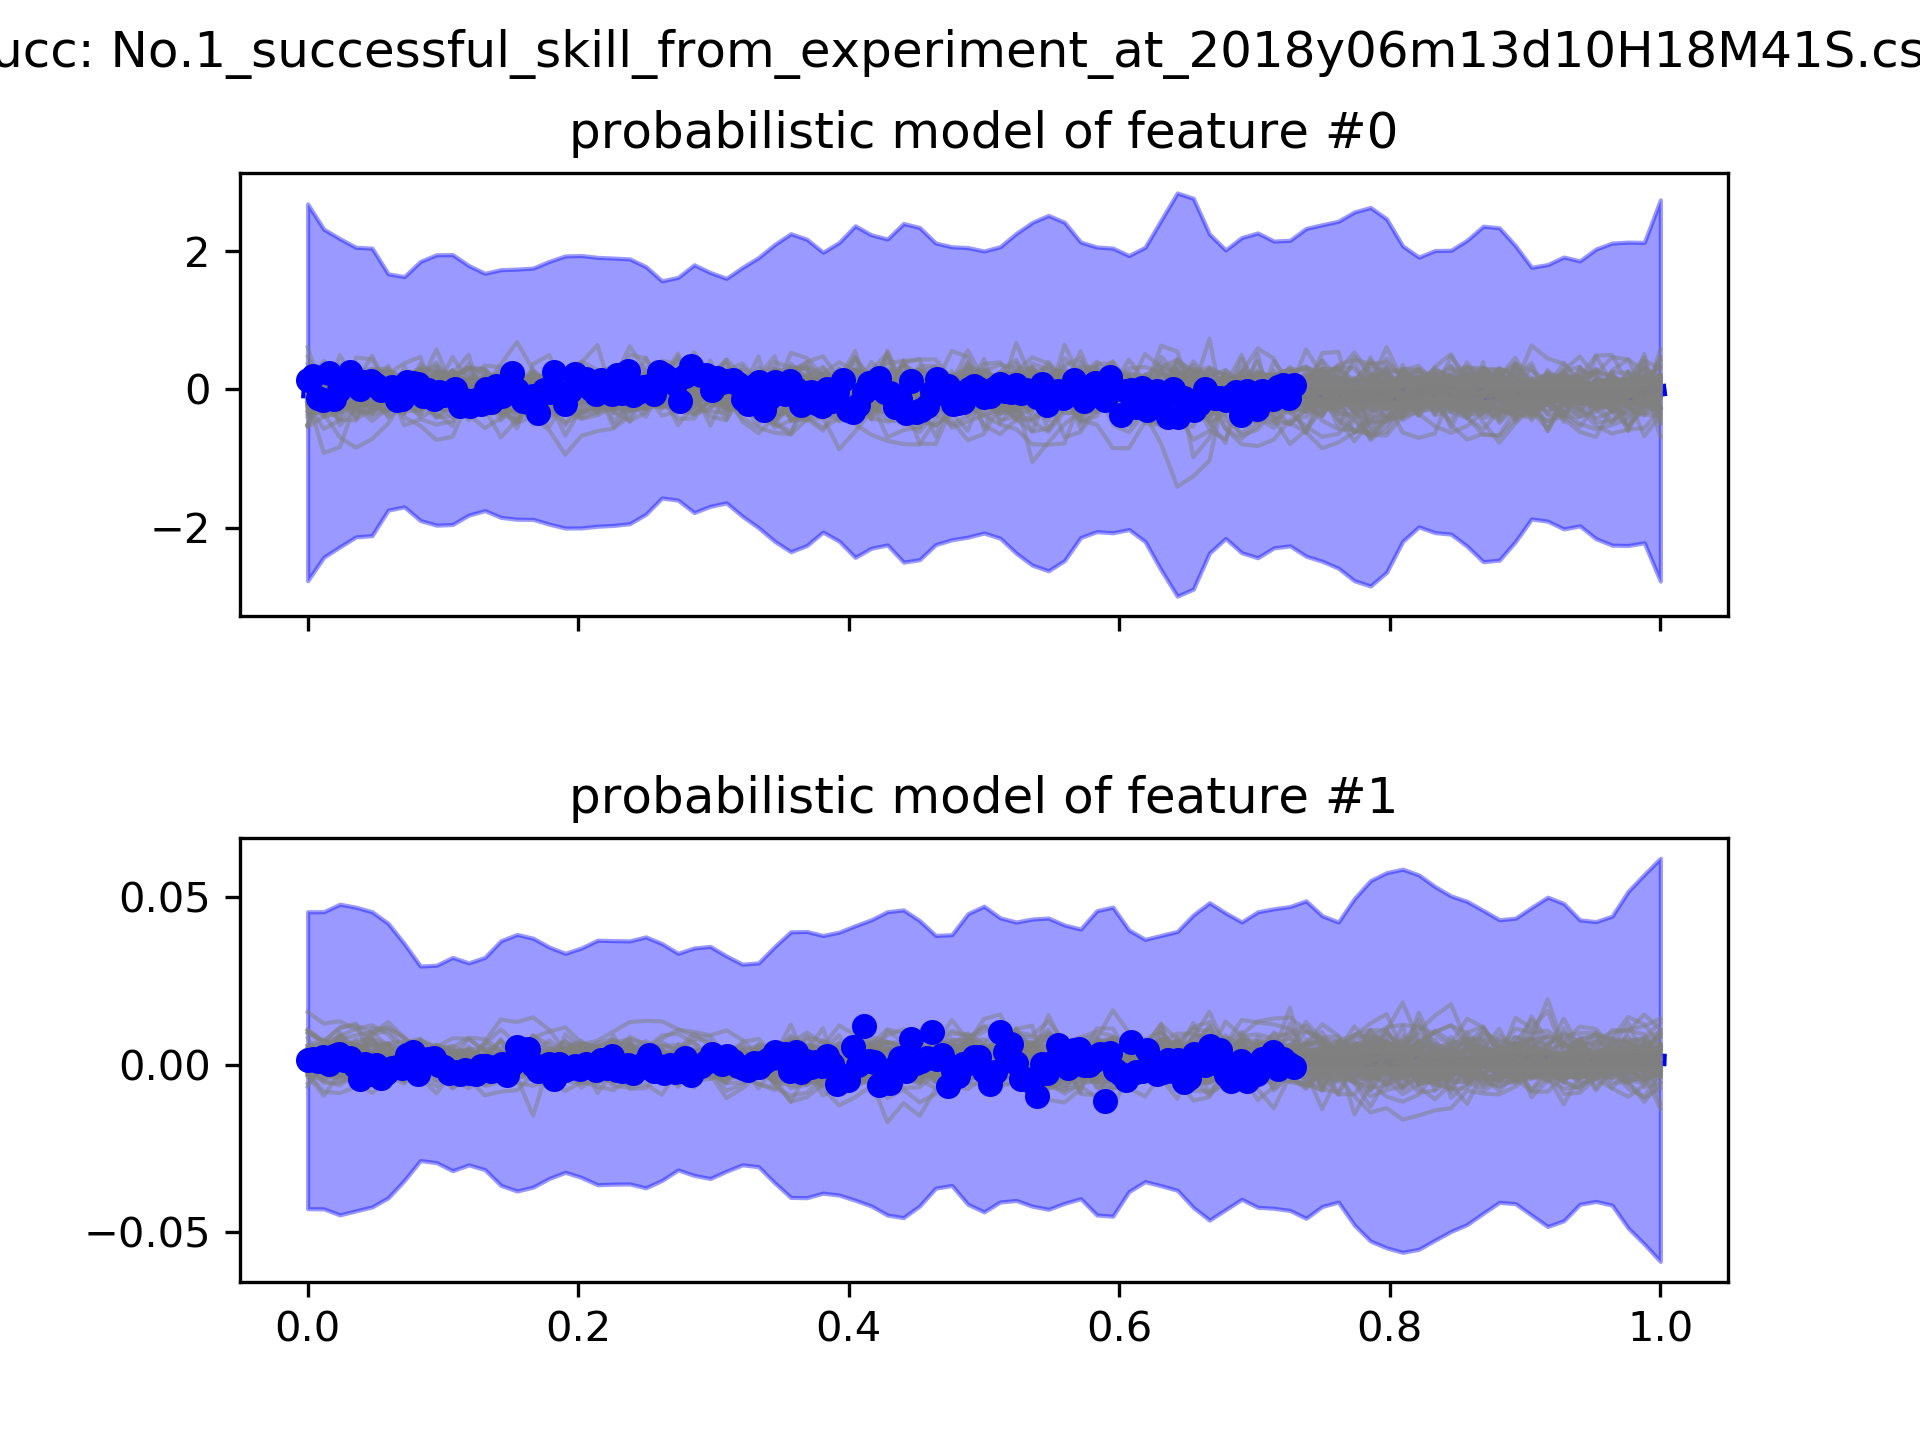 ucc: No.1_successful_skill_from_experiment_at_2018y06m13d10H18M41S.cs
probabilistic model of feature #0
2
0
−2
probabilistic model of feature #1
0.05
0.00
−0.05
0.0 0.2 0.4 0.6 0.8 1.0